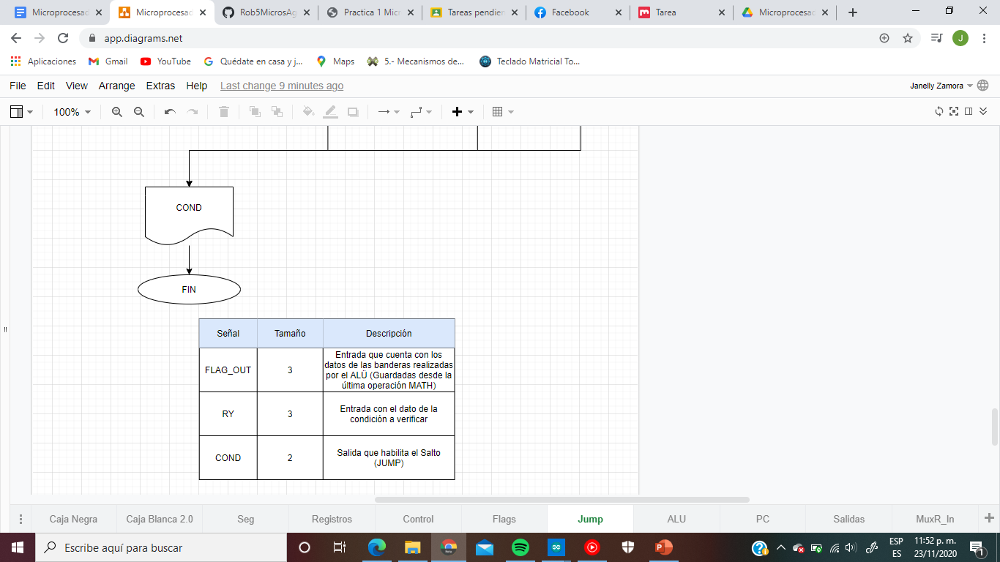 Microprocesad
Microprocesad
Rob5MicrosAg
Practica 1 Micr
Tareas pendien
Facebook
Tarea
Microprocesad
app.diagrams.net
J
Aplicaciones
Gmail
YouTube
Quédate en casa y j...
Maps
5.- Mecanismos de...
Teclado Matricial To...
File Edit View Arrange Extras Help Last change 9 minutes ago
Janelly Zamora
100%
COND
FIN
Señal Tamaño Descripción
Entrada que cuenta con los
datos de las banderas realizadas
FLAG_OUT 3 por el ALÜ (Guardadas desde la
última operación MATH)
RY 3 Entrada con el dato de la
condición a verificar
COND 2 Salida que habilita el Salto
(JUMP)
Caja Negra Caja Blanca 2.0 Seg Registros Control Flags Jump ALU PC Salidas MuxR_In
Escribe aquí para buscar
ESP
ES
11:52 p. m.
23/11/2020
1